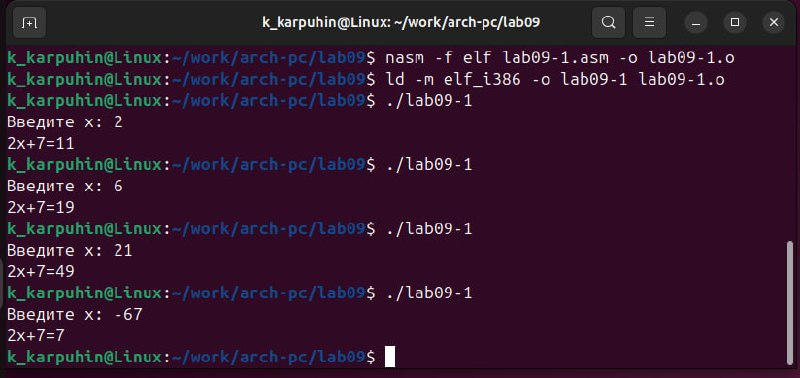 k_karpuhin@Linux: ~/work/arch-pc/lab09
k_karpuhin@Linux:~/work/arch-pc/lab09$ nasm -f elf lab09-1.asm -o lab09-1.o
k_karpuhin@Linux:~/work/arch-pc/lab09$ ld -m elf_i386 -o lab09-1 lab09-1.o
k_karpuhin@Linux:~/work/arch-pc/lab09$ ./lab09-1
Введите x: 2
2x+7=11
k_karpuhin@Linux:~/work/arch-pc/lab09$ ./lab09-1
Введите x: 6
2x+7=19
k_karpuhin@Linux:~/work/arch-pc/lab09$ ./lab09-1
Введите x: 21
2x+7=49
k_karpuhin@Linux:~/work/arch-pc/lab09$ ./lab09-1
Введите x: -67
2x+7=7
k_karpuhin@Linux:~/work/arch-pc/lab09$